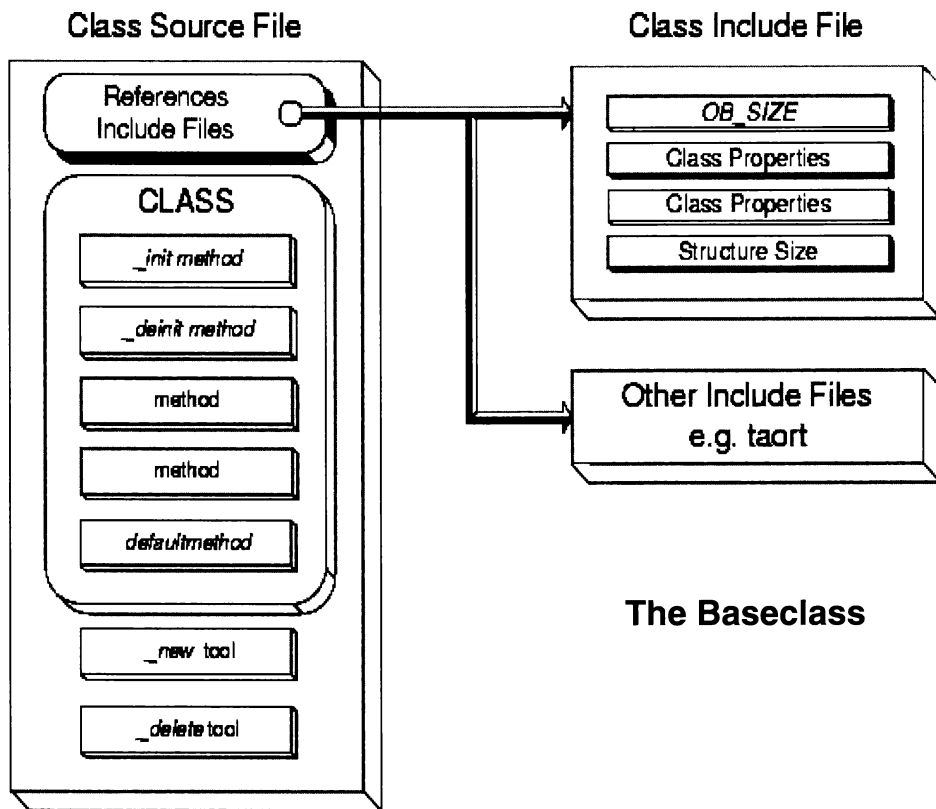 Class Source File
References
Include Files
CLASS
_init method
_deinit method
method
method
defaultmethod
_new tool
_delete tool
Class Include File
OB_SIZE
Class Properties
Class Properties
Structure Size
Other Include Files
e.g. taort
The Baseclass